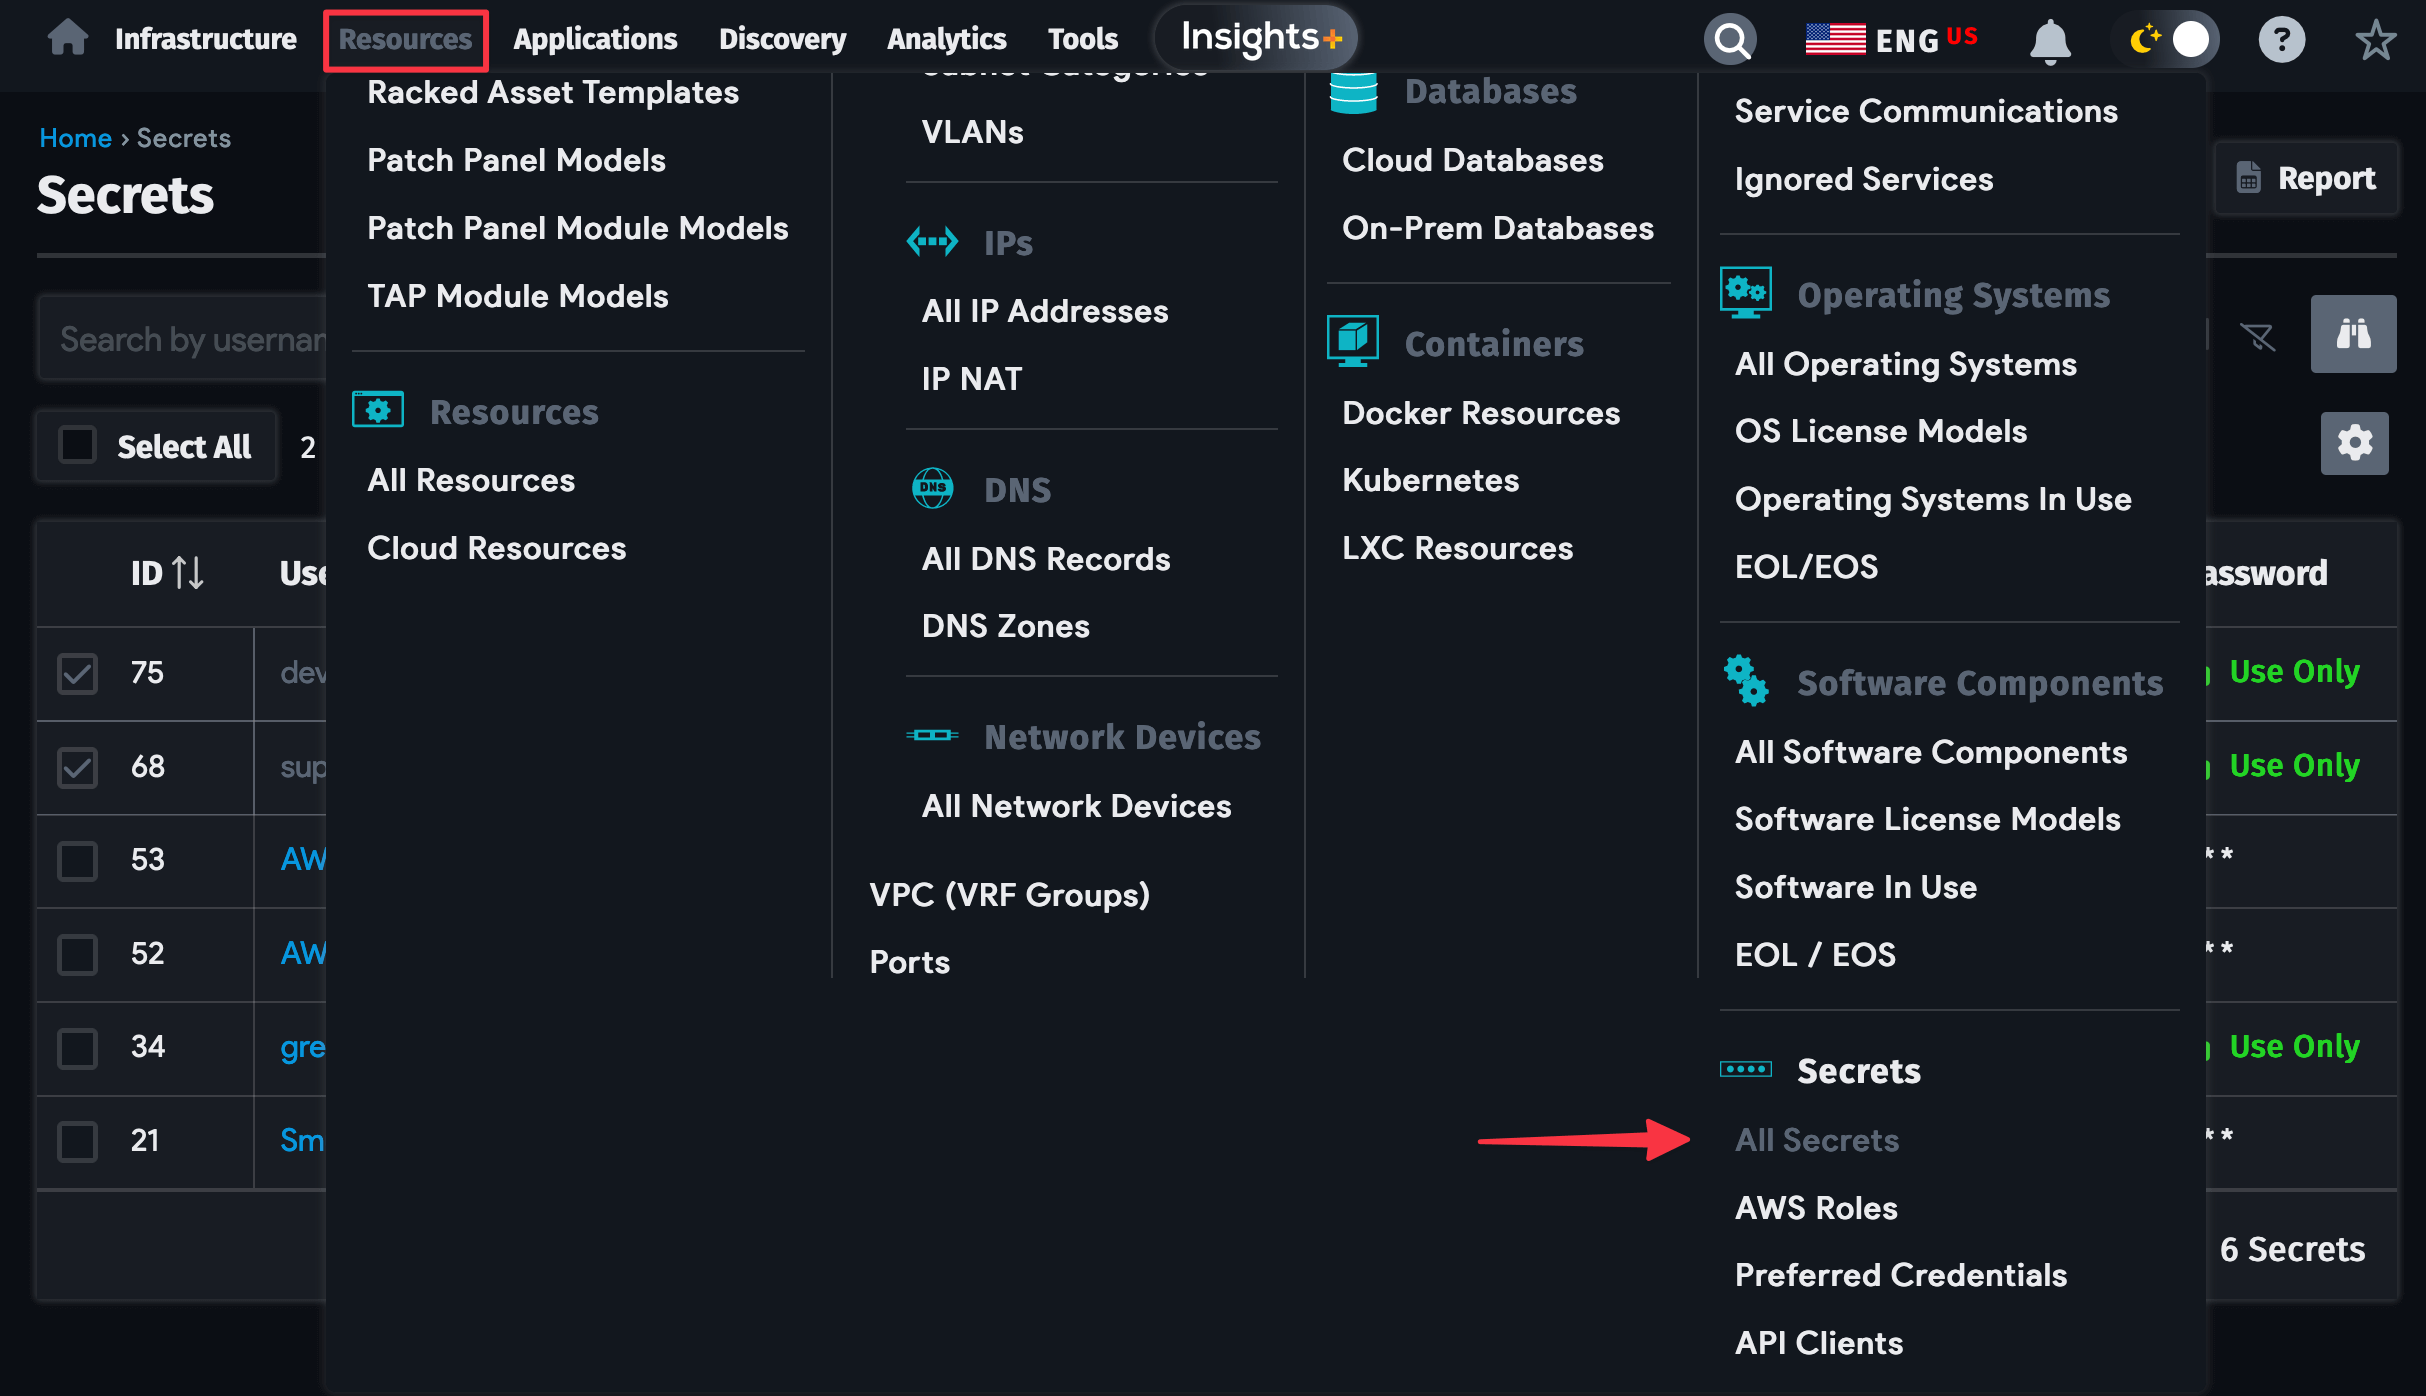 Infrastructure
Resources
Applications
Discovery
Analytics
Tools
Insights+
ENG US
?
Home › Secrets
Secrets
Report
Search by usernam
Select All
2
ID
Use
assword
75
dev
Use Only
68
sup
Use Only
53
AW
**
52
AW
**
34
gre
Use Only
21
Sm
**
6 Secrets
Racked Asset Templates
Patch Panel Models
Patch Panel Module Models
TAP Module Models
Resources
All Resources
Cloud Resources
Subnet Categories
VLANs
IPs
All IP Addresses
IP NAT
DNS
DNS
All DNS Records
DNS Zones
Network Devices
All Network Devices
VPC (VRF Groups)
Ports
Databases
Cloud Databases
On-Prem Databases
Containers
Docker Resources
Kubernetes
LXC Resources
Service Communications
Ignored Services
Operating Systems
All Operating Systems
OS License Models
Operating Systems In Use
EOL/EOS
Software Components
All Software Components
Software License Models
Software In Use
EOL / EOS
Secrets
All Secrets
AWS Roles
Preferred Credentials
API Clients